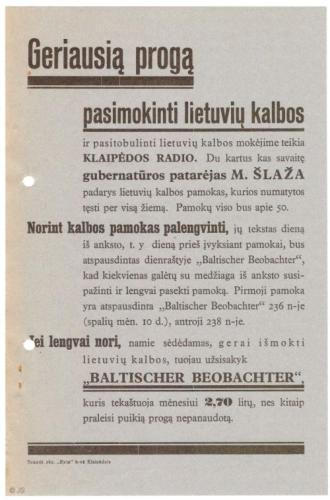 Geriausią progą
pasimokinti lietuvių kalbos
ir pasitobulinti lietuvių kalbos mokėjime teikia
KLAIPĖDOS RADIO. Du kartus kas savaitę
gubernatūros patarėjas M. ŠLAŽA
padarys lietuvių kalbos pamokas, kurios numatytos
tęsti per visą žiemą. Pamokų viso bus apie 50.
Norint kalbos pamokas palengvinti, jų tekstas dieną
iš anksto, t. y dieną prieš įvyksiant pamokai, bus
atspausdintas dienraštyje „Baltischer Beobachter“,
kad kiekvienas galėtų su medžiaga iš anksto susi-
pažinti ir lengvai pasekti pamoką. Pirmoji pamoka
yra atspausdinta „Baltischer Beobachter“ 236 n-je
(spalių mėn. 10 d.), antroji 238 n-je.
Jei lengvai nori, namie sėdėdamas, gerai išmokti
lietuvių kalbos, tuojau užsisakyk
„BALTISCHER BEOBACHTER“
kuris tekaštuoja mėnesiui 2,70 litų, nes kitaip
praleisi puikią progą nepanaudotą.